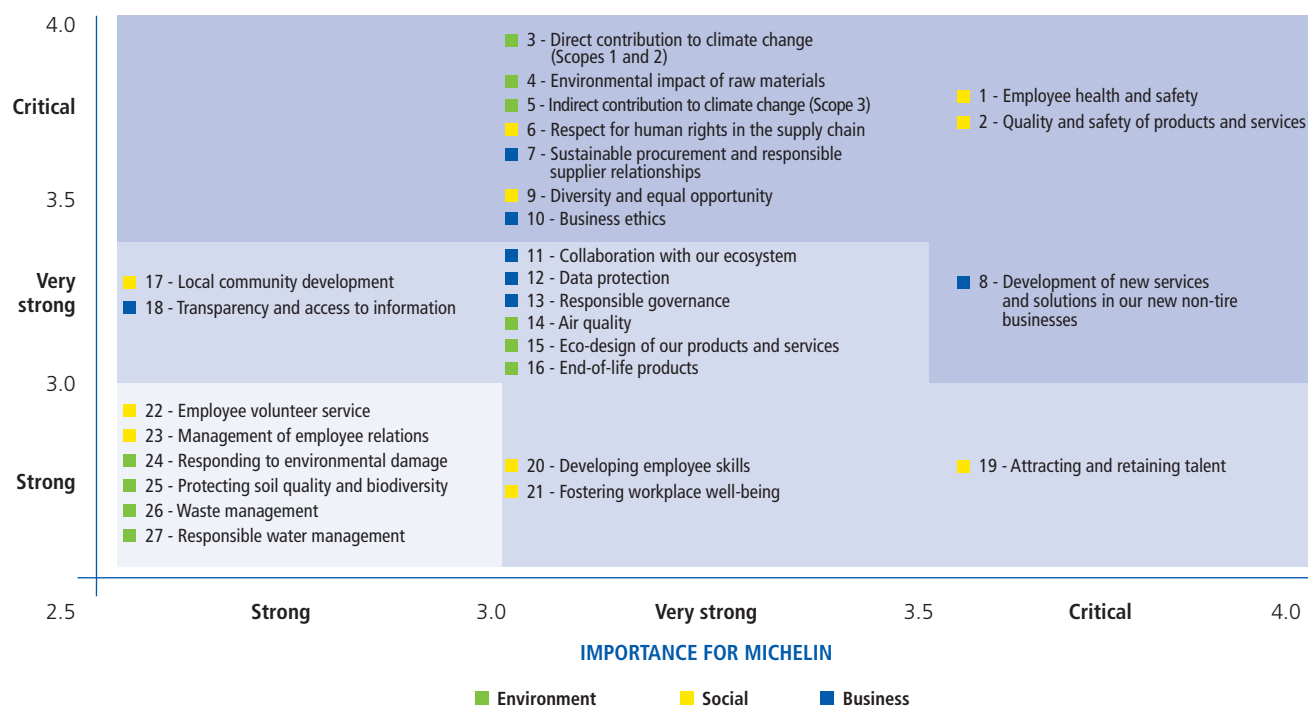 4.0
Critical
3.5
Very
strong
3.0
Strong
2.5
3 - Direct contribution to climate change
(Scopes 1 and 2)
4 - Environmental impact of raw materials
5 - Indirect contribution to climate change (Scope 3)
6 - Respect for human rights in the supply chain
7 - Sustainable procurement and responsible
supplier relationships
9 - Diversity and equal opportunity
10 - Business ethics
1 - Employee health and safety
2 - Quality and safety of products and services
17 - Local community development
18 - Transparency and access to information
11 - Collaboration with our ecosystem
12 - Data protection
13 - Responsible governance
14 - Air quality
15 - Eco-design of our products and services
16 - End-of-life products
8 - Development of new services
and solutions in our new non-tire
businesses
22 - Employee volunteer service
23 - Management of employee relations
24 - Responding to environmental damage
25 - Protecting soil quality and biodiversity
26 - Waste management
27 - Responsible water management
20 - Developing employee skills
21 - Fostering workplace well-being
19 - Attracting and retaining talent
Strong
3.0
Very strong
3.5
Critical
4.0
IMPORTANCE FOR MICHELIN
Environment
Social
Business